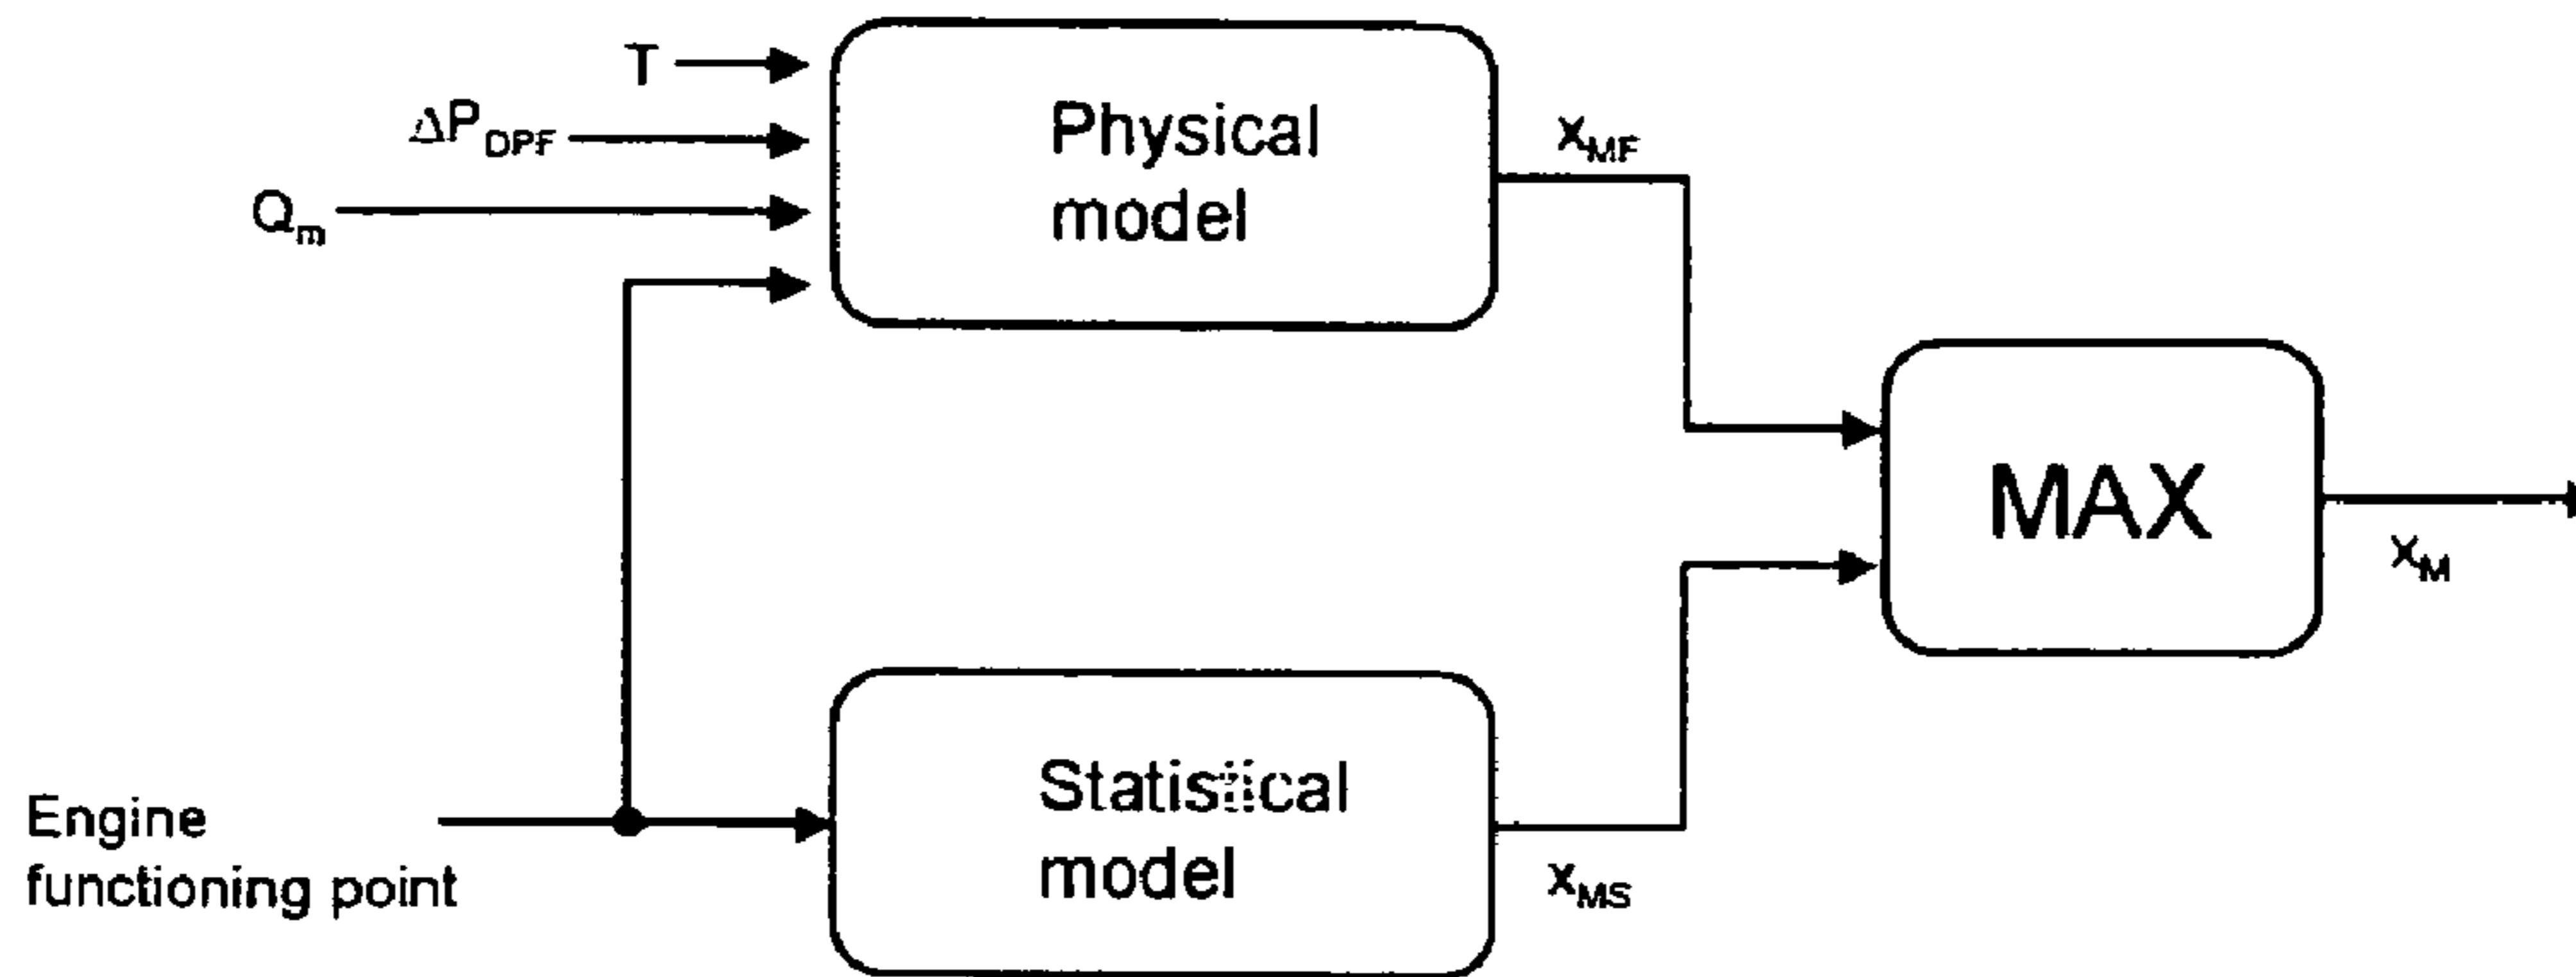 T
ΔP_DPF
Q_m
Physical
model
x_MF
MAX
x_M
Engine
functioning point
Statistical
model
x_MS